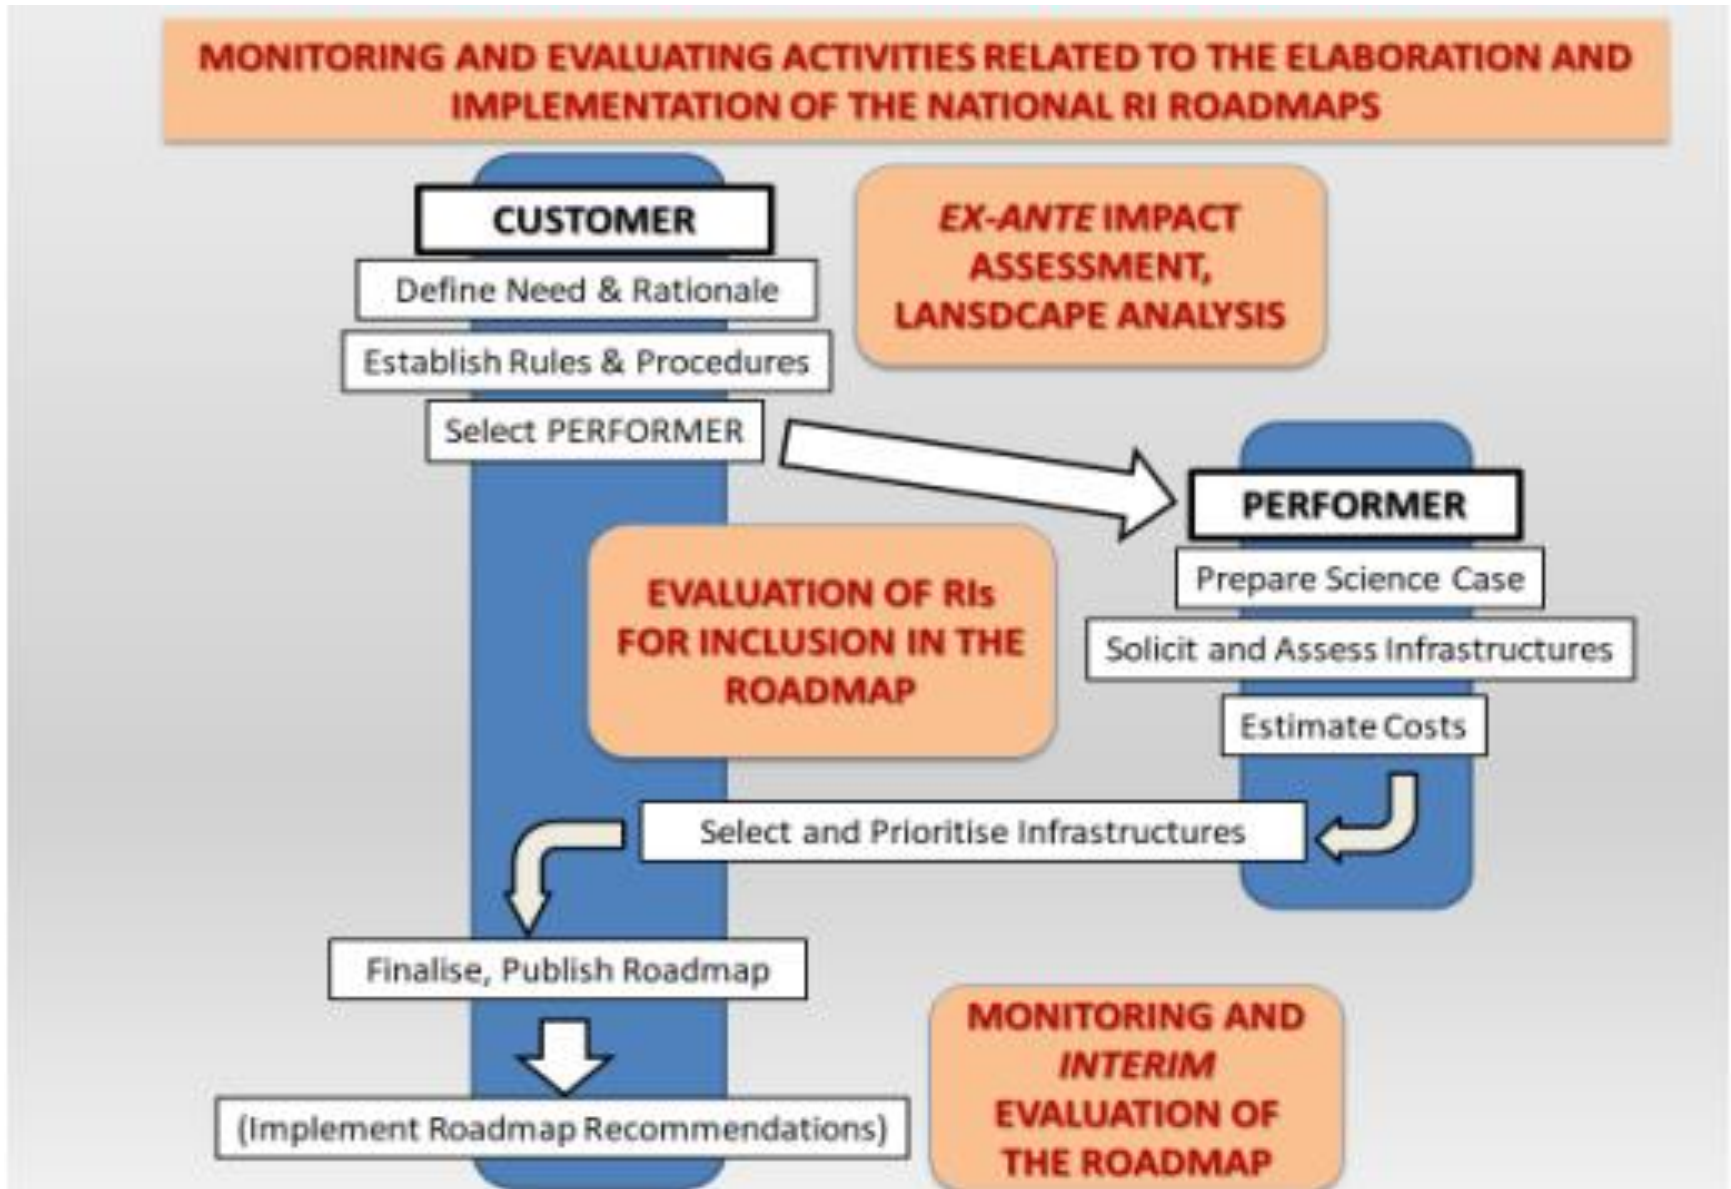 MONITORING AND EVALUATING ACTIVITIES RELATED TO THE ELABORATION AND
IMPLEMENTATION OF THE NATIONAL RI ROADMAPS
CUSTOMER
Define Need & Rationale
Establish Rules & Procedures
Select PERFORMER
EX-ANTE IMPACT
ASSESSMENT,
LANSDCAPE ANALYSIS
PERFORMER
Prepare Science Case
Solicit and Assess Infrastructures
Estimate Costs
EVALUATION OF RIs
FOR INCLUSION IN THE
ROADMAP
Select and Prioritise Infrastructures
Finalise, Publish Roadmap
(Implement Roadmap Recommendations)
MONITORING AND
INTERIM
EVALUATION OF
THE ROADMAP